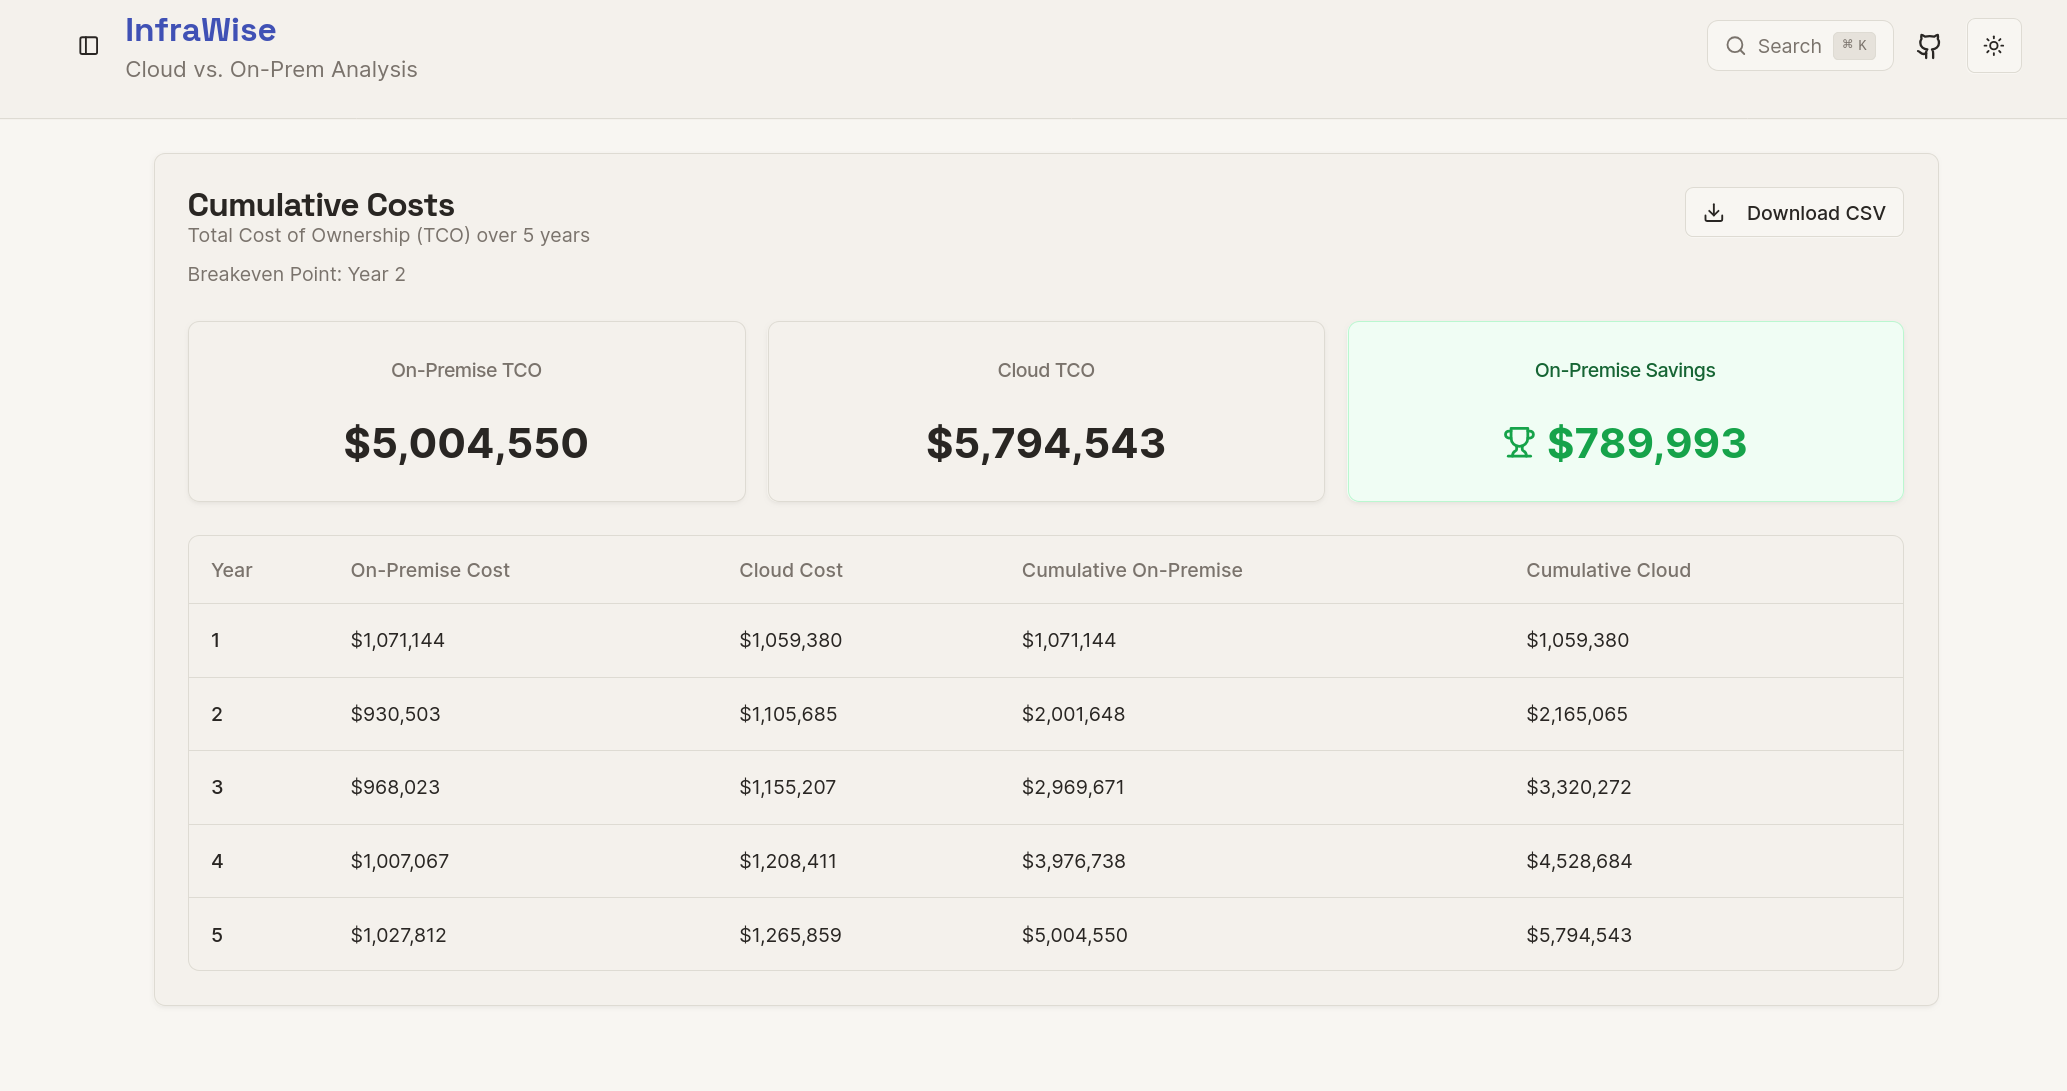 InfraWise
Cloud vs. On-Prem Analysis
Search ⌘ K
Cumulative Costs
Total Cost of Ownership (TCO) over 5 years
Breakeven Point: Year 2
Download CSV
On-Premise TCO
$5,004,550
Cloud TCO
$5,794,543
On-Premise Savings
$789,993
Year On-Premise Cost Cloud Cost Cumulative On-Premise Cumulative Cloud
1 $1,071,144 $1,059,380 $1,071,144 $1,059,380
2 $930,503 $1,105,685 $2,001,648 $2,165,065
3 $968,023 $1,155,207 $2,969,671 $3,320,272
4 $1,007,067 $1,208,411 $3,976,738 $4,528,684
5 $1,027,812 $1,265,859 $5,004,550 $5,794,543